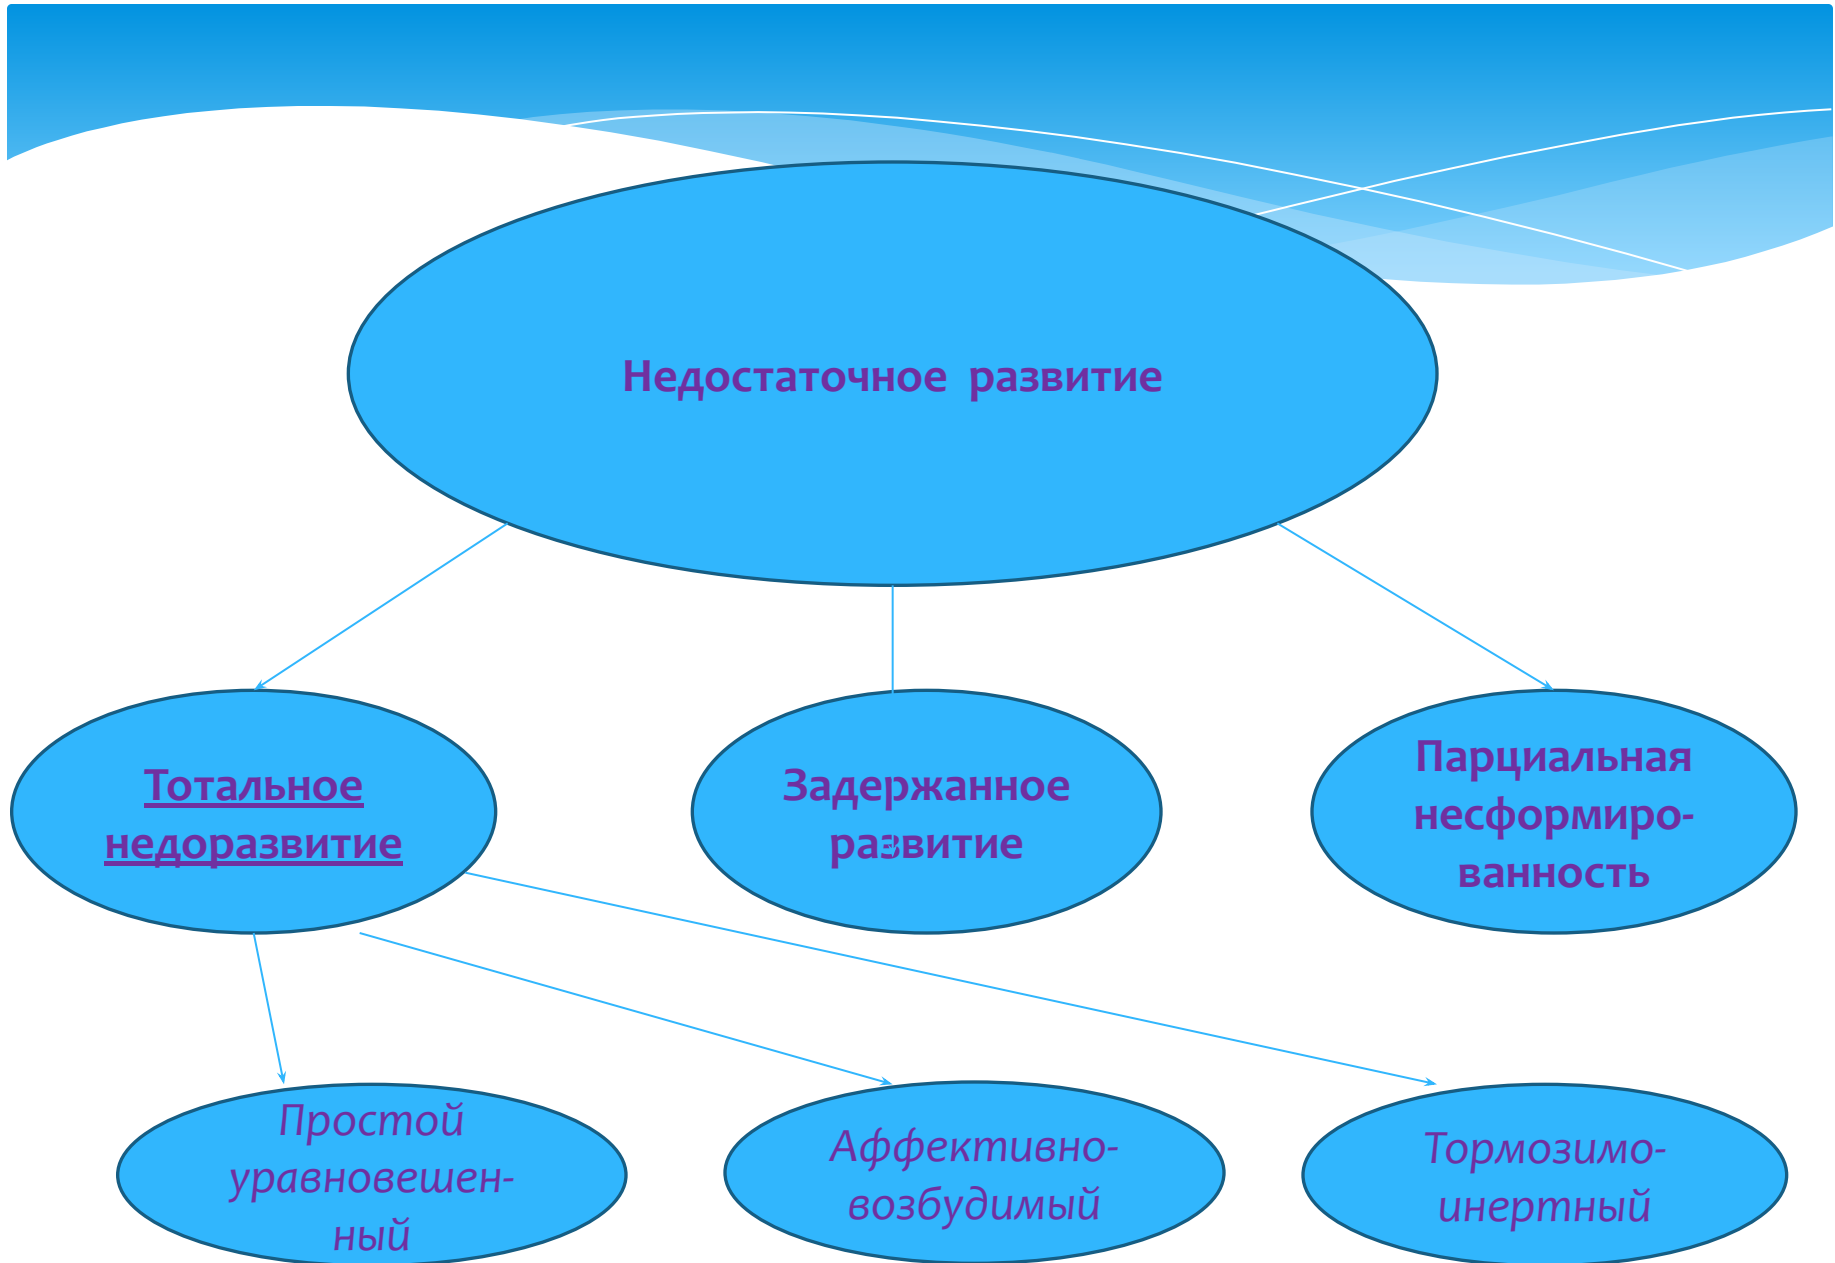 Недостаточное развитие
Тотальное
недоразвитие
Задержанное
развитие
Парциальная
несформиро-
ванность
Простой
уравновешен-
ный
Аффективно-
возбудимый
Тормозимо-
инертный